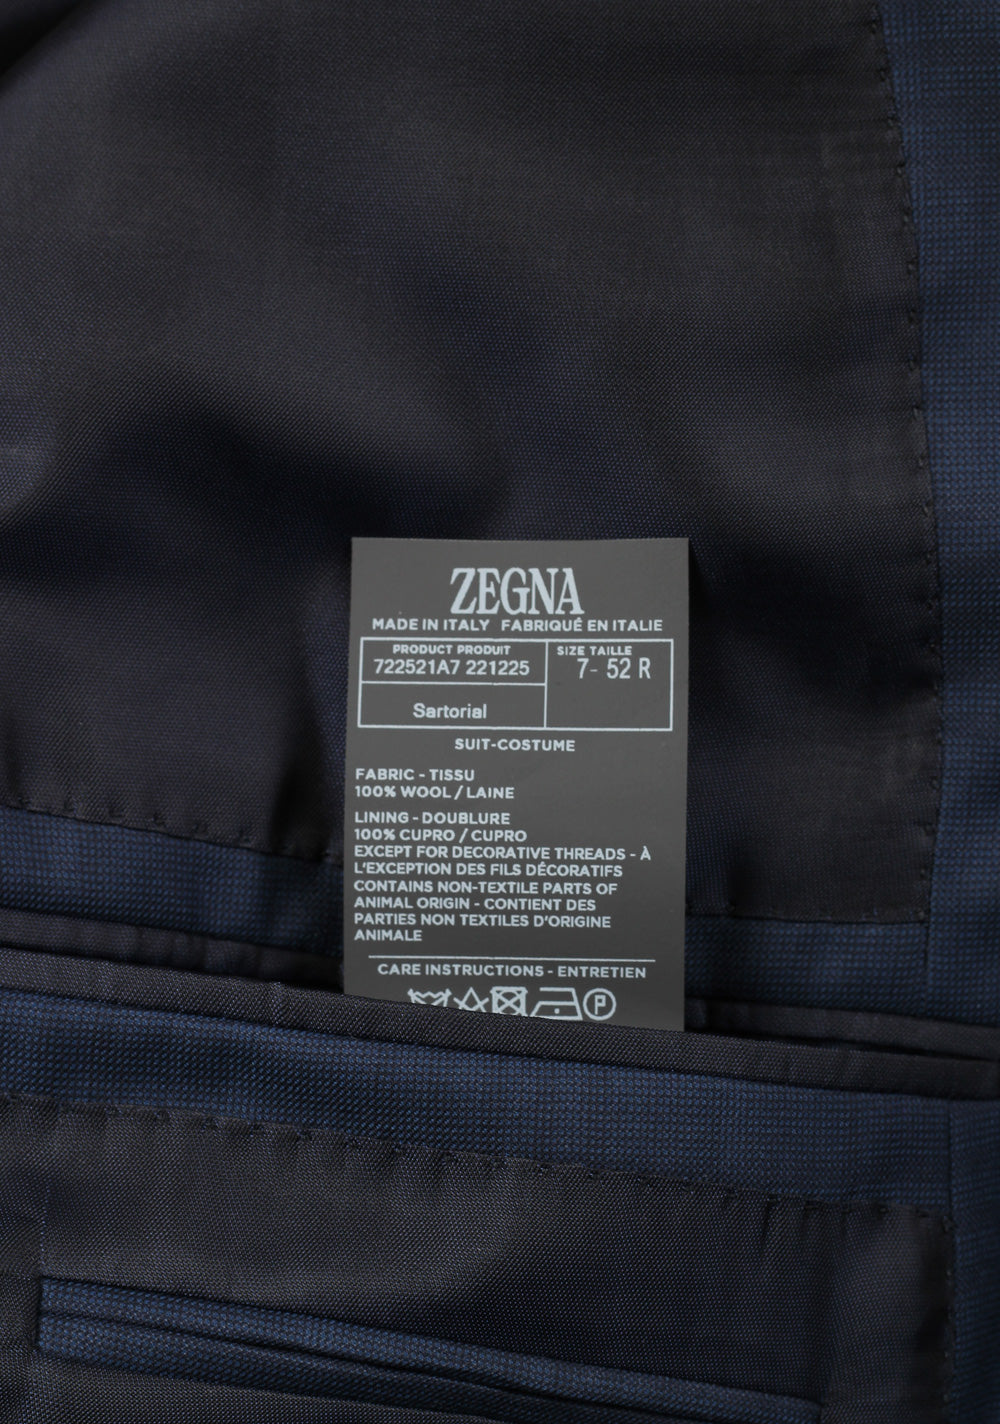 ZEGNA
MADE IN ITALY FABRIQUÉ EN ITALIE
PRODUCT PRODUIT
722521A7 221225
SIZE TAILLE
7- 52 R
Sartorial
SUIT-COSTUME
FABRIC - TISSU
100% WOOL / LAINE
LINING - DOUBLURE
100% CUPRO / CUPRO
EXCEPT FOR DECORATIVE THREADS - À
L'EXCEPTION DES FILS DÉCORATIFS
CONTAINS NON-TEXTILE PARTS OF
ANIMAL ORIGIN - CONTIENT DES
PARTIES NON TEXTILES D'ORIGINE
ANIMALE
CARE INSTRUCTIONS - ENTRETIEN
P